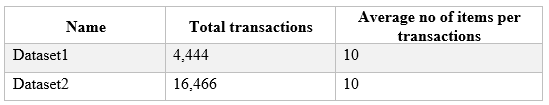 Name Total transactions Average no of items per
transactions
Dataset1 4,444 10
Dataset2 16,466 10